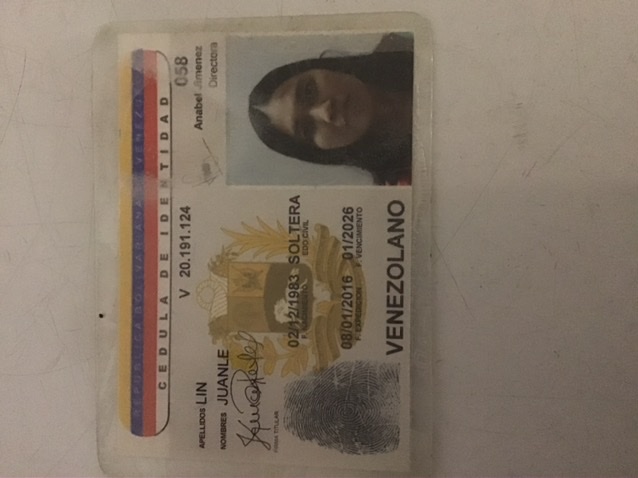 REPUBLICA BOLIVARIANA DE VENEZUELA
CEDULA DE IDENTIDAD 058
V 20.191.124
Anabel Jimenez
Directora
APELLIDOS LIN
NOMBRES JUANLE
FIRMA TITULAR
02/12/1983 SOLTERA
F. NACIMIENTO EDO CIVIL
08/01/2016 01/2026
F. EXPEDICION F. VENCIMIENTO
VENEZOLANO